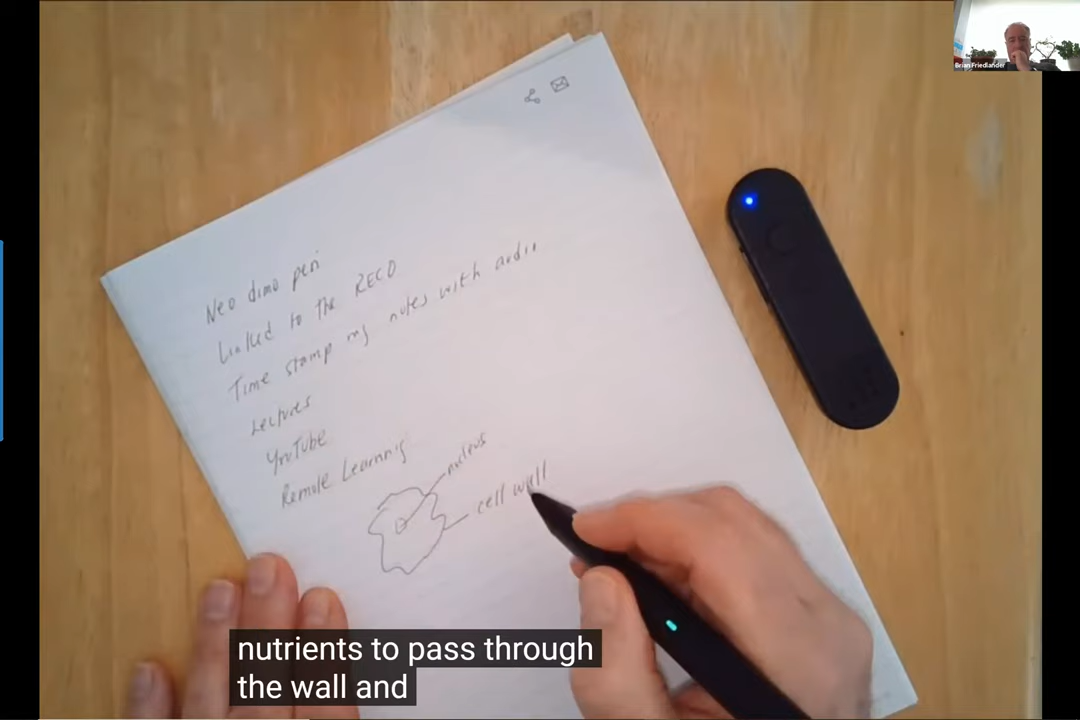 Brian Friedlander
Neo dimo pen
Linked to the RECO
Time stamp my notes with audio
Lectures
YouTube
Remote Learning
nucleus
cell wall
nutrients to pass through
the wall and